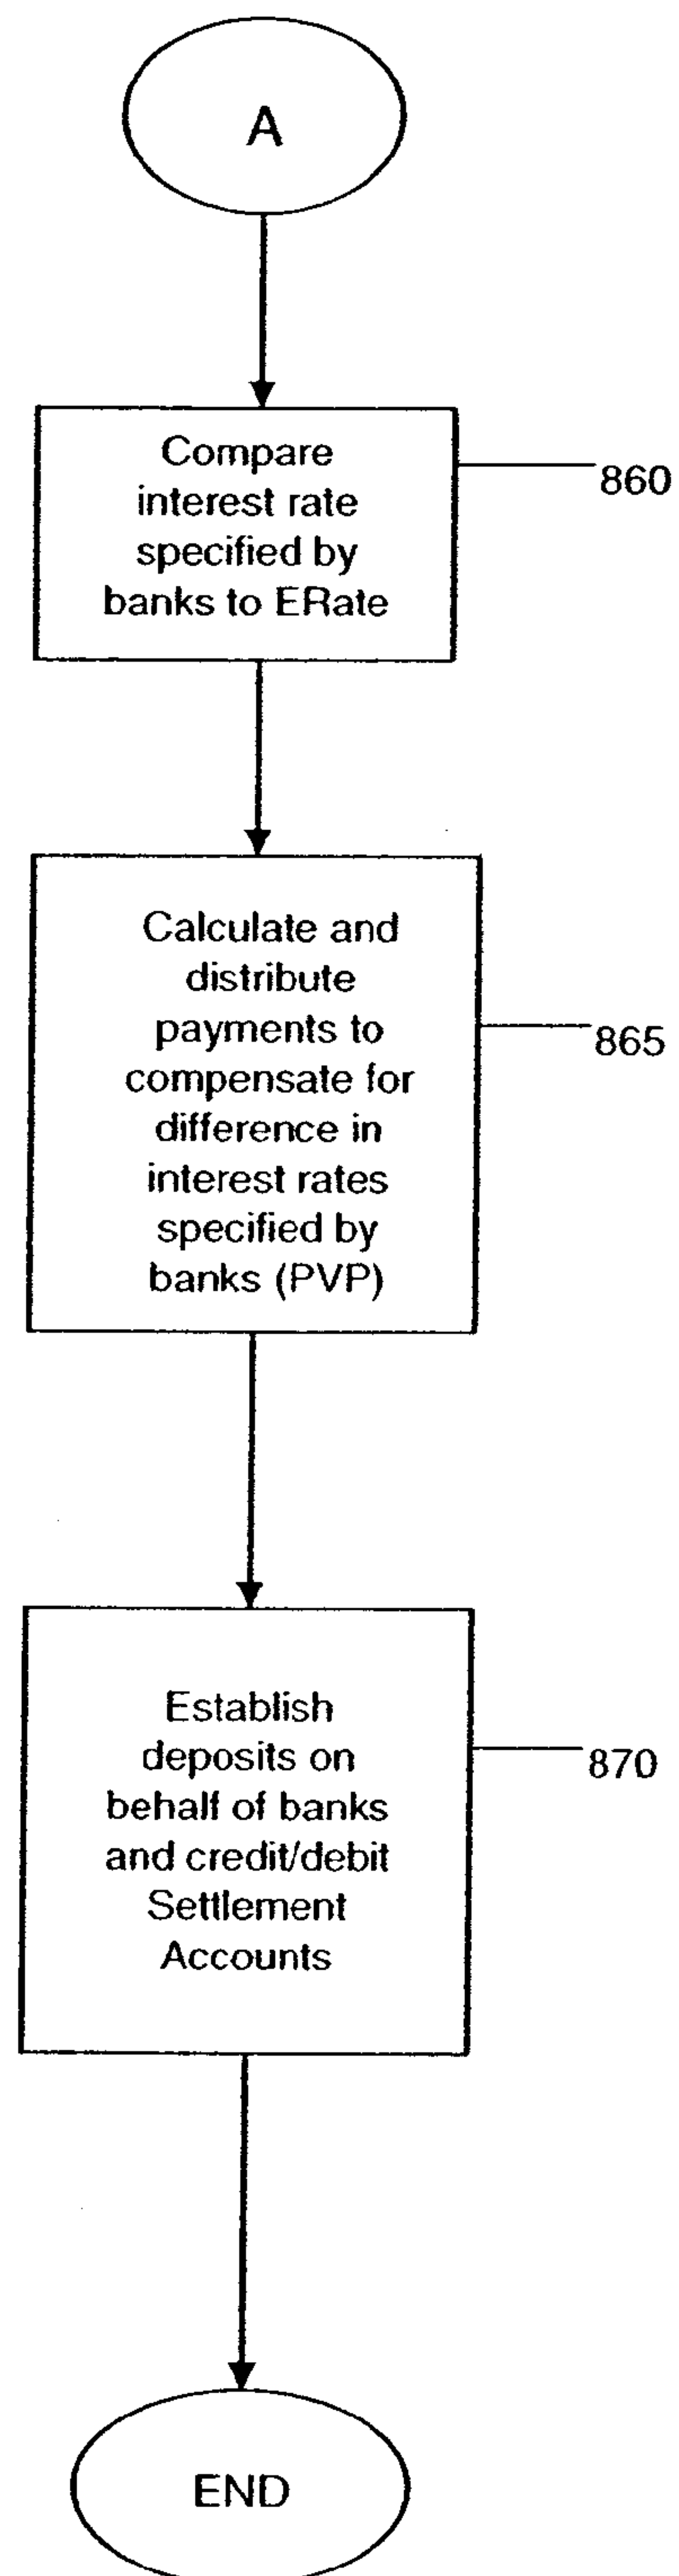 A
Compare
interest rate
specified by
banks to ERate
860
Calculate and
distribute
payments to
compensate for
difference in
interest rates
specified by
banks (PVP)
865
Establish
deposits on
behalf of banks
and credit/debit
Settlement
Accounts
870
END